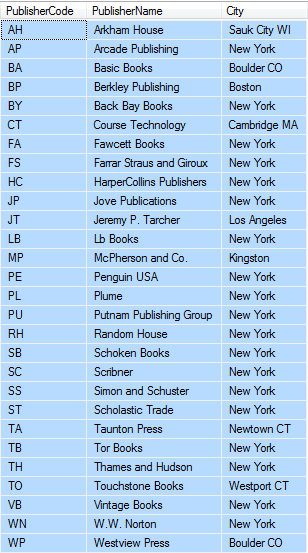 PublisherCode PublisherName City
AH Arkham House Sauk City WI
AP Arcade Publishing New York
BA Basic Books Boulder CO
BP Berkley Publishing Boston
BY Back Bay Books New York
CT Course Technology Cambridge MA
FA Fawcett Books New York
FS Farrar Straus and Giroux New York
HC HarperCollins Publishers New York
JP Jove Publications New York
JT Jeremy P. Tarcher Los Angeles
LB Lb Books New York
MP McPherson and Co. Kingston
PE Penguin USA New York
PL Plume New York
PU Putnam Publishing Group New York
RH Random House New York
SB Schoken Books New York
SC Scribner New York
SS Simon and Schuster New York
ST Scholastic Trade New York
TA Taunton Press Newtown CT
TB Tor Books New York
TH Thames and Hudson New York
TO Touchstone Books Westport CT
VB Vintage Books New York
WN W.W. Norton New York
WP Westview Press Boulder CO